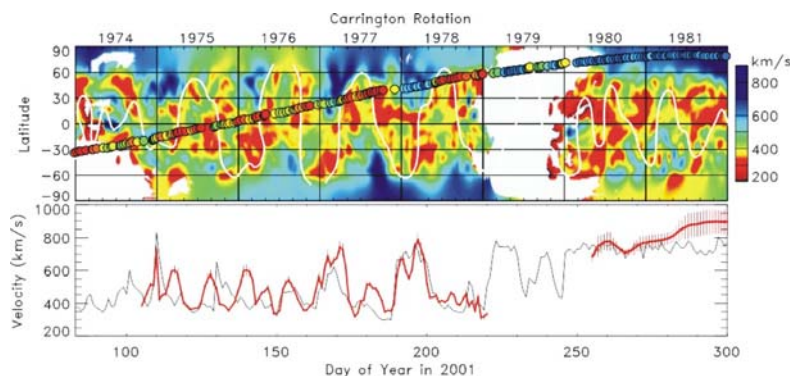 Carrington Rotation
1974 1975 1976 1977 1978 1979 1980 1981
90
60
30
0
−30
−60
−90
Latitude
km/s
800
600
400
200
1000
800
600
400
200
Velocity (km/s)
100 150 200 250 300
Day of Year in 2001